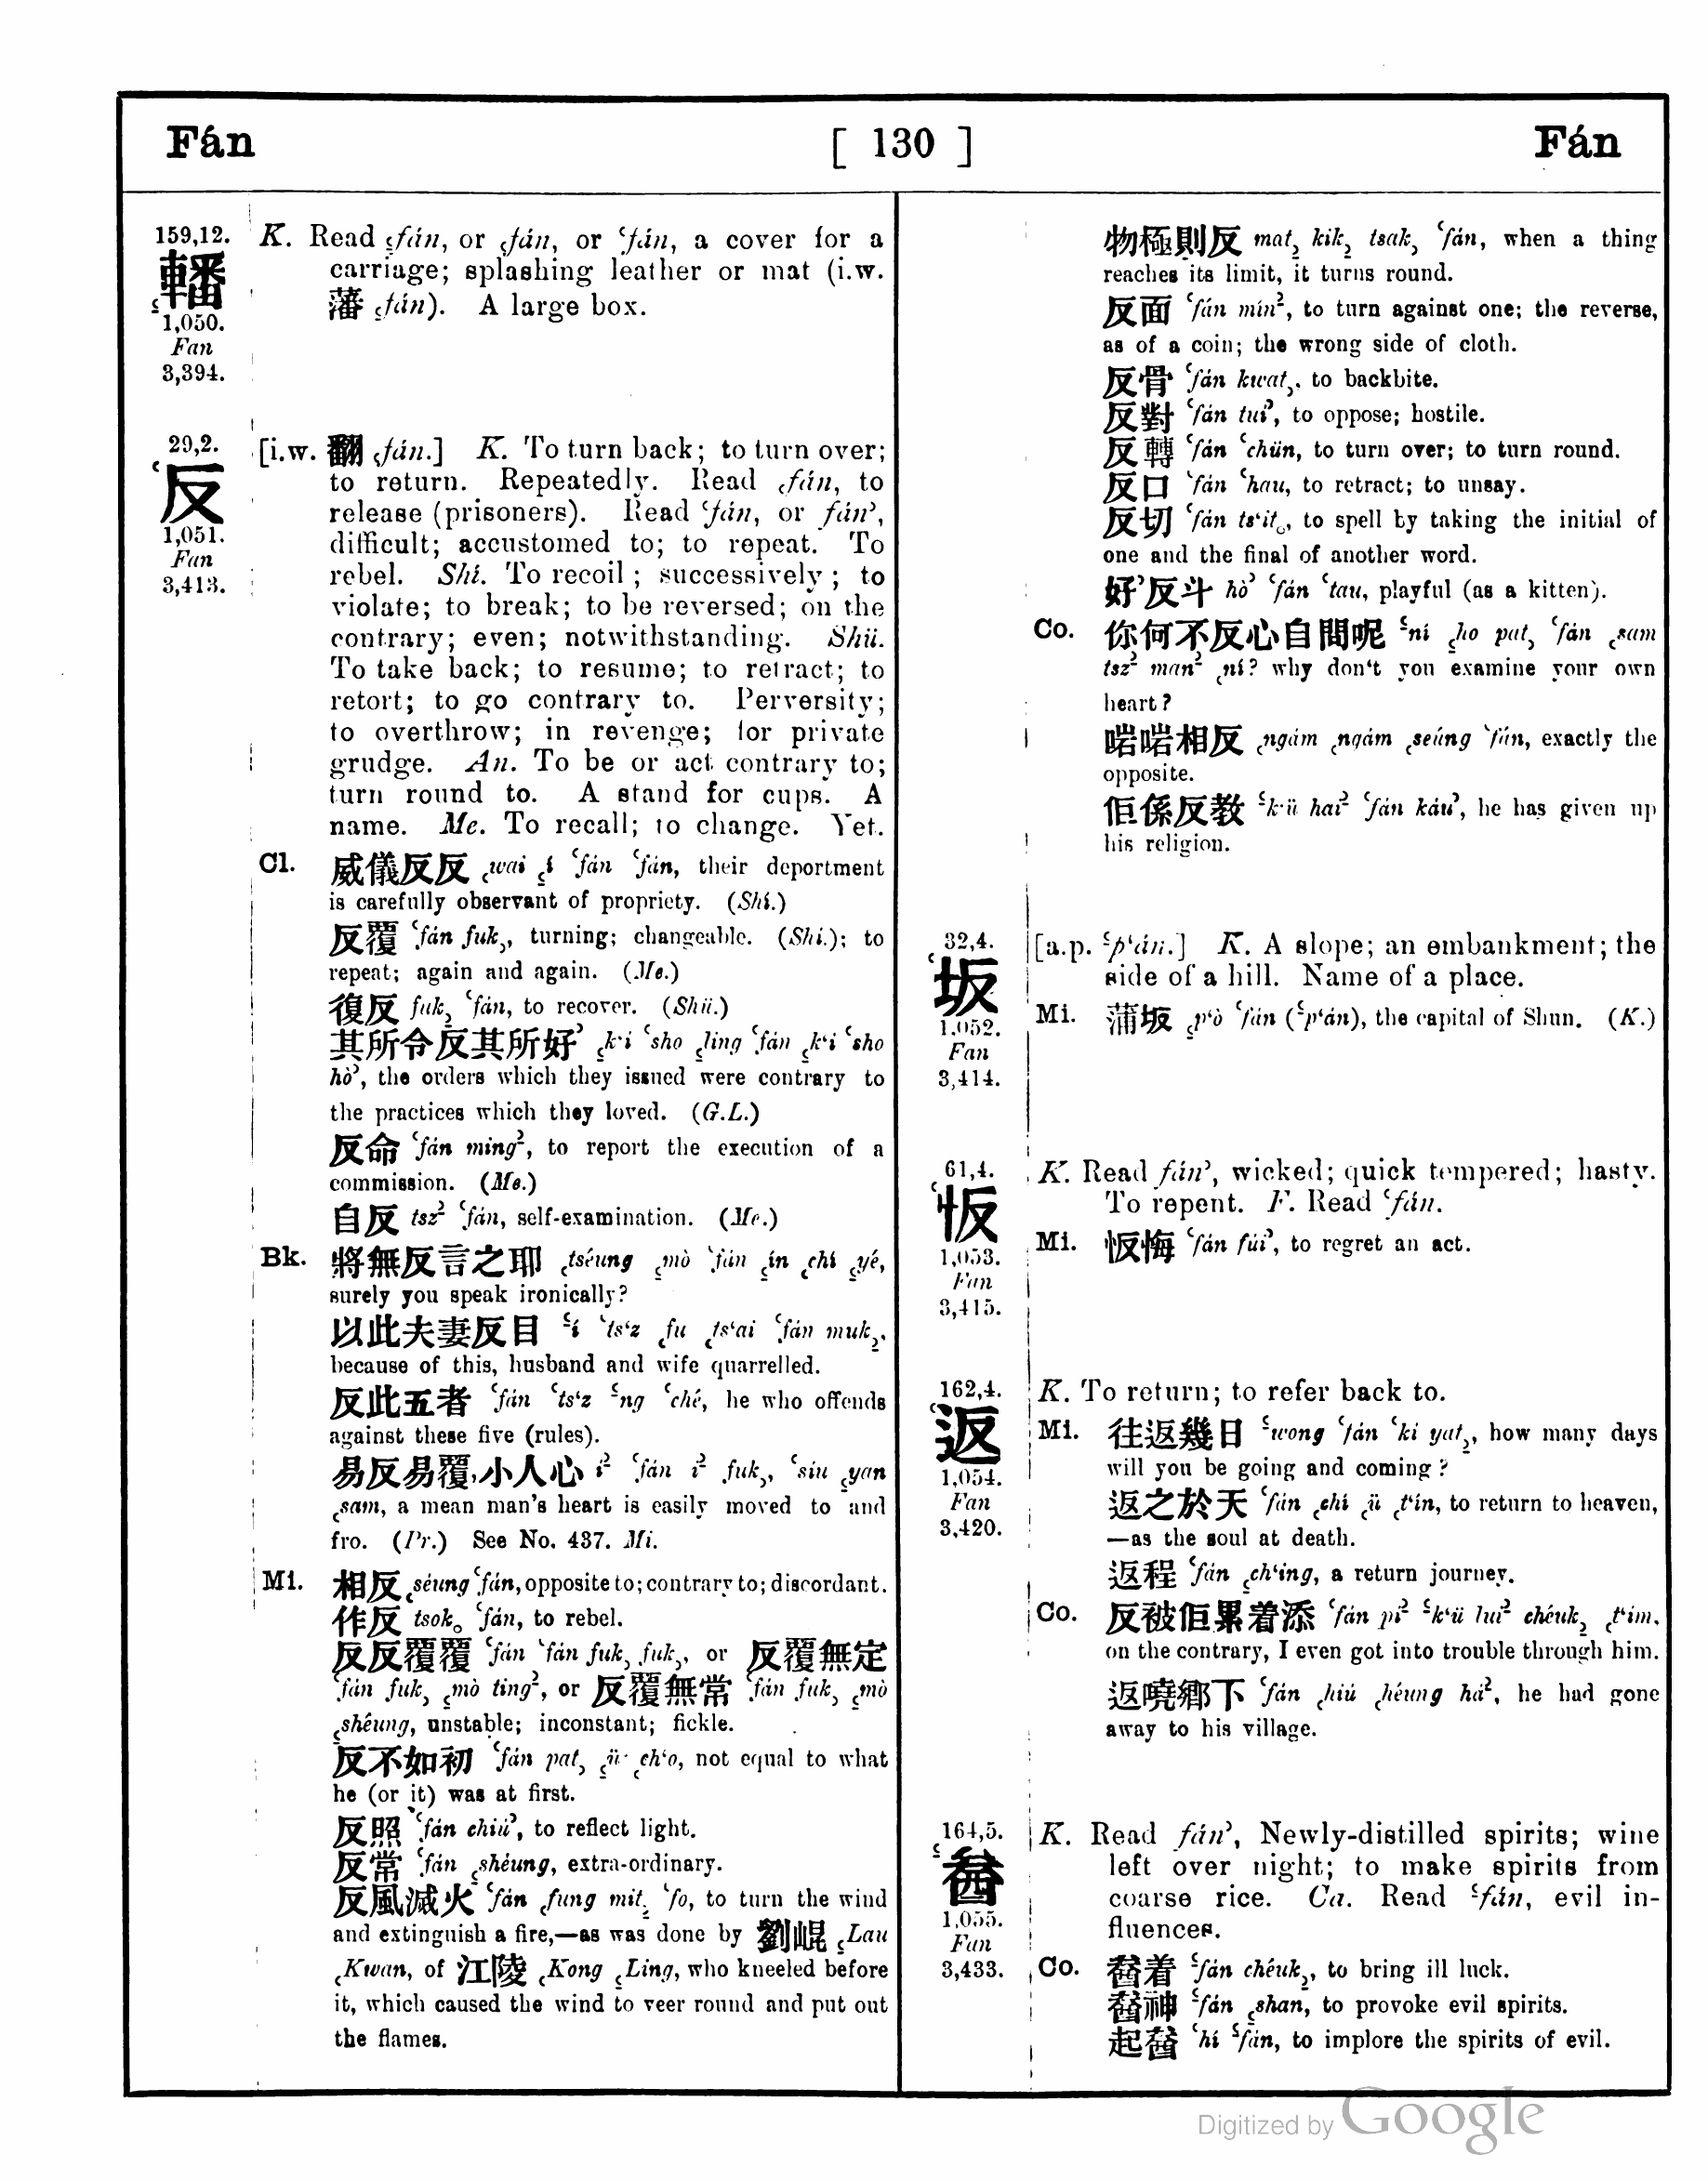 Fán
[ 130 ]
Fán
159,12.
轓
1,050.
Fan
3,394.
K. Read ꜁fán, or ꜀fán, or ꜂fán, a cover for a
carriage; splashing leather or mat (i.w.
藩 ꜀fán). A large box.
29,2.
反
1,051.
Fan
3,413.
[i.w. 翻 ꜀fán.] K. To turn back; to turn over;
to return. Repeatedly. Read ꜀fán, to
release (prisoners). Read ꜂fán, or fán꜄,
difficult; accustomed to; to repeat. To
rebel. Shí. To recoil; successively; to
violate; to break; to be reversed; on the
contrary; even; notwithstanding. Shü.
To take back; to resume; to retract; to
retort; to go contrary to. Perversity;
to overthrow; in revenge; for private
grudge. An. To be or act contrary to;
turn round to. A stand for cups. A
name. Me. To recall; to change. Yet.
Cl. 威儀反反 ꜀wai ꜁í ꜂fán ꜂fán, their deportment
is carefully observant of propriety. (Shí.)
反覆 ꜂fán fuk꜆, turning; changeable. (Shí.); to
repeat; again and again. (Me.)
復反 fuk꜇ ꜂fán, to recover. (Shü.)
其所令反其所好꜄ ꜁k‘i ꜂sho ꜁ling ꜂fán ꜁k‘i ꜂sho
hò꜄, the orders which they issued were contrary to
the practices which they loved. (G.L.)
反命 ꜂fán ming꜅, to report the execution of a
commission. (Me.)
自反 tsz꜅ ꜂fán, self-examination. (Me.)
Bk. 將無反言之耶 ꜀tséung ꜁mò ꜂fán ꜁ín ꜀chí ꜁yé,
surely you speak ironically?
以此夫妻反目 ꜃í ꜂ts‘z ꜀fu ꜀ts‘ai ꜂fán muk꜇,
because of this, husband and wife quarrelled.
反此五者 ꜂fán ꜂ts‘z ꜃ng ꜂ché, he who offends
against these five (rules).
易反易覆,小人心 í꜅ ꜂fán í꜅ fuk꜆, ꜂siu ꜁yan
꜀sam, a mean man's heart is easily moved to and
fro. (Pr.) See No. 437. Mi.
Mi. 相反 ꜀séung ꜂fán, opposite to; contrary to; discordant.
作反 tsok꜀ ꜂fán, to rebel.
反反覆覆 ꜂fán ꜂fán fuk꜆ fuk꜆, or 反覆無定
꜂fán fuk꜆ ꜁mò ting꜅, or 反覆無常 ꜂fán fuk꜆ ꜁mò
꜁shéung, unstable; inconstant; fickle.
反不如初 ꜂fán pat꜆ ꜁ü ꜀ch‘o, not equal to what
he (or it) was at first.
反照 ꜂fán chiú꜄, to reflect light.
反常 ꜂fán ꜁shéung, extra-ordinary.
反風滅火 ꜂fán ꜀fung mit꜇ ꜂fo, to turn the wind
and extinguish a fire,—as was done by 劉崐 ꜁Lau
꜀Kwan, of 江陵 ꜀Kong ꜁Ling, who kneeled before
it, which caused the wind to veer round and put out
the flames.
物極則反 mat꜇ kik꜇ tsak꜆ ꜂fán, when a thing
reaches its limit, it turns round.
反面 ꜂fán mín꜅, to turn against one; the reverse,
as of a coin; the wrong side of cloth.
反骨 ꜂fán kwat꜆, to backbite.
反對 ꜂fán tui꜄, to oppose; hostile.
反轉 ꜂fán ꜂chün, to turn over; to turn round.
反口 ꜂fán ꜂hau, to retract; to unsay.
反切 ꜂fán ts‘it꜀, to spell by taking the initial of
one and the final of another word.
好꜄反斗 hò꜄ ꜂fán ꜂tau, playful (as a kitten).
Co. 你何不反心自問呢 ꜃ní ꜁ho pat꜆ ꜂fán ꜀sam
tsz꜅ man꜅ ꜀ní? why don't you examine your own
heart?
啱啱相反 ꜀ngám ꜀ngám ꜀seúng ꜂fán, exactly the
opposite.
佢係反教 ꜃k‘ü hai꜅ ꜂fán káu꜄, he has given up
his religion.
32,4.
坂
1,052.
Fan
3,414.
[a.p. ꜃p‘án.] K. A slope; an embankment; the
side of a hill. Name of a place.
Mi. 蒲坂 ꜁p‘ò ꜂fán (꜃p‘án), the capital of Shun. (K.)
61,4.
忣
1,053.
Fan
3,415.
K. Read fán꜄, wicked; quick tempered; hasty.
To repent. F. Read ꜂fán.
Mi. 忣悔 ꜂fán fúi꜄, to regret an act.
162,4.
返
1,054.
Fan
3,420.
K. To return; to refer back to.
Mi. 往返幾日 ꜃wong ꜂fán ꜂ki yat꜇, how many days
will you be going and coming?
返之於天 ꜂fán ꜀chí ꜀ü ꜀t‘ín, to return to heaven,
—as the soul at death.
返程 ꜂fán ꜁ch‘ing, a return journey.
Co. 反被佢累着添 ꜂fán pí꜅ ꜃k‘ü lui꜅ chéuk꜇ ꜀t‘im,
on the contrary, I even got into trouble through him.
返嘵鄉下 ꜂fán ꜀hiú ꜀héung há꜅, he had gone
away to his village.
164,5.
1,055.
Fan
3,433.
K. Read fán꜄, Newly-distilled spirits; wine
left over night; to make spirits from
coarse rice. Ca. Read ꜃fán, evil in-
fluences.
Co. 着 ꜃fán chéuk꜇, to bring ill luck.
神 ꜃fán ꜁shan, to provoke evil spirits.
起 ꜂hí ꜃fán, to implore the spirits of evil.
Digitized by Google